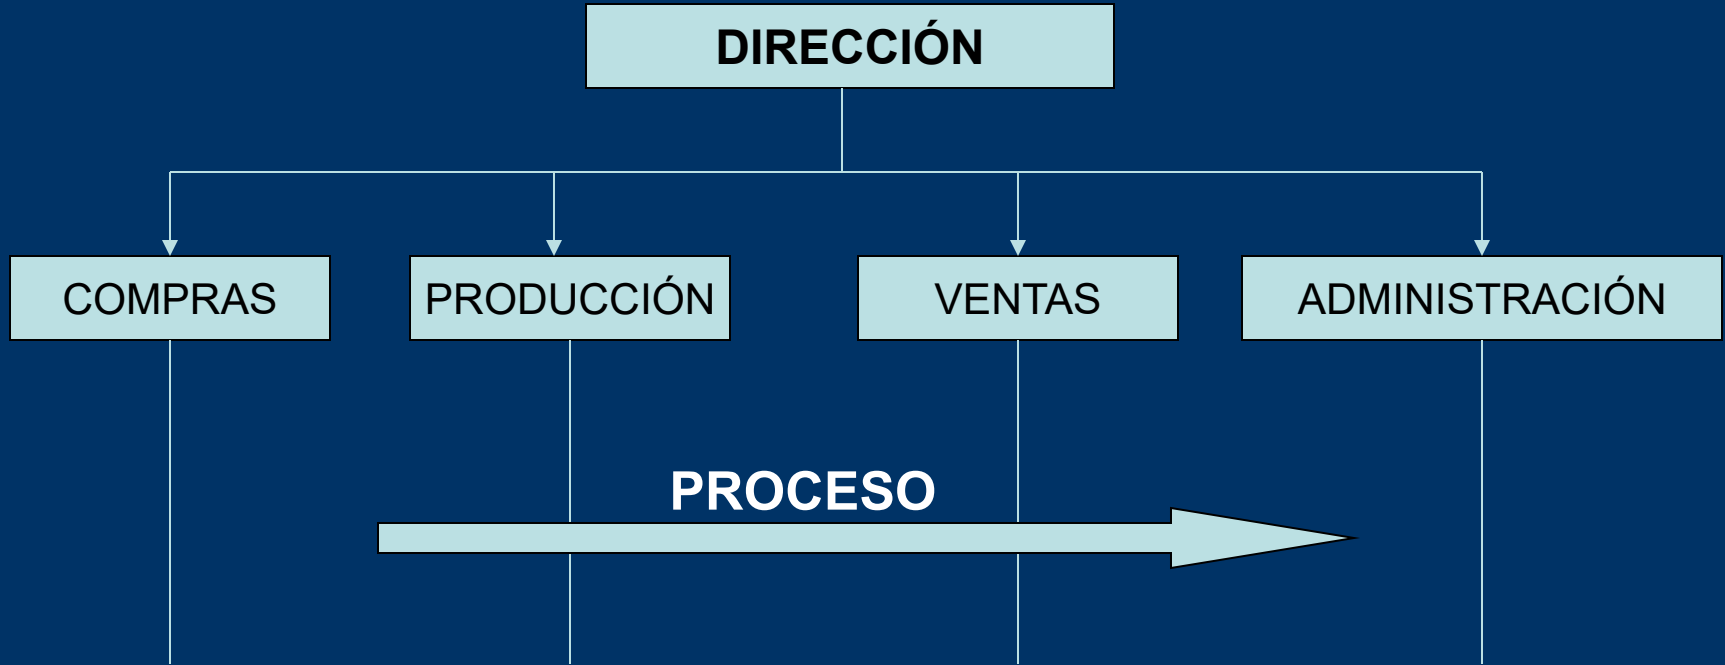 DIRECCIÓN
COMPRAS
PRODUCCIÓN
VENTAS
ADMINISTRACIÓN
PROCESO